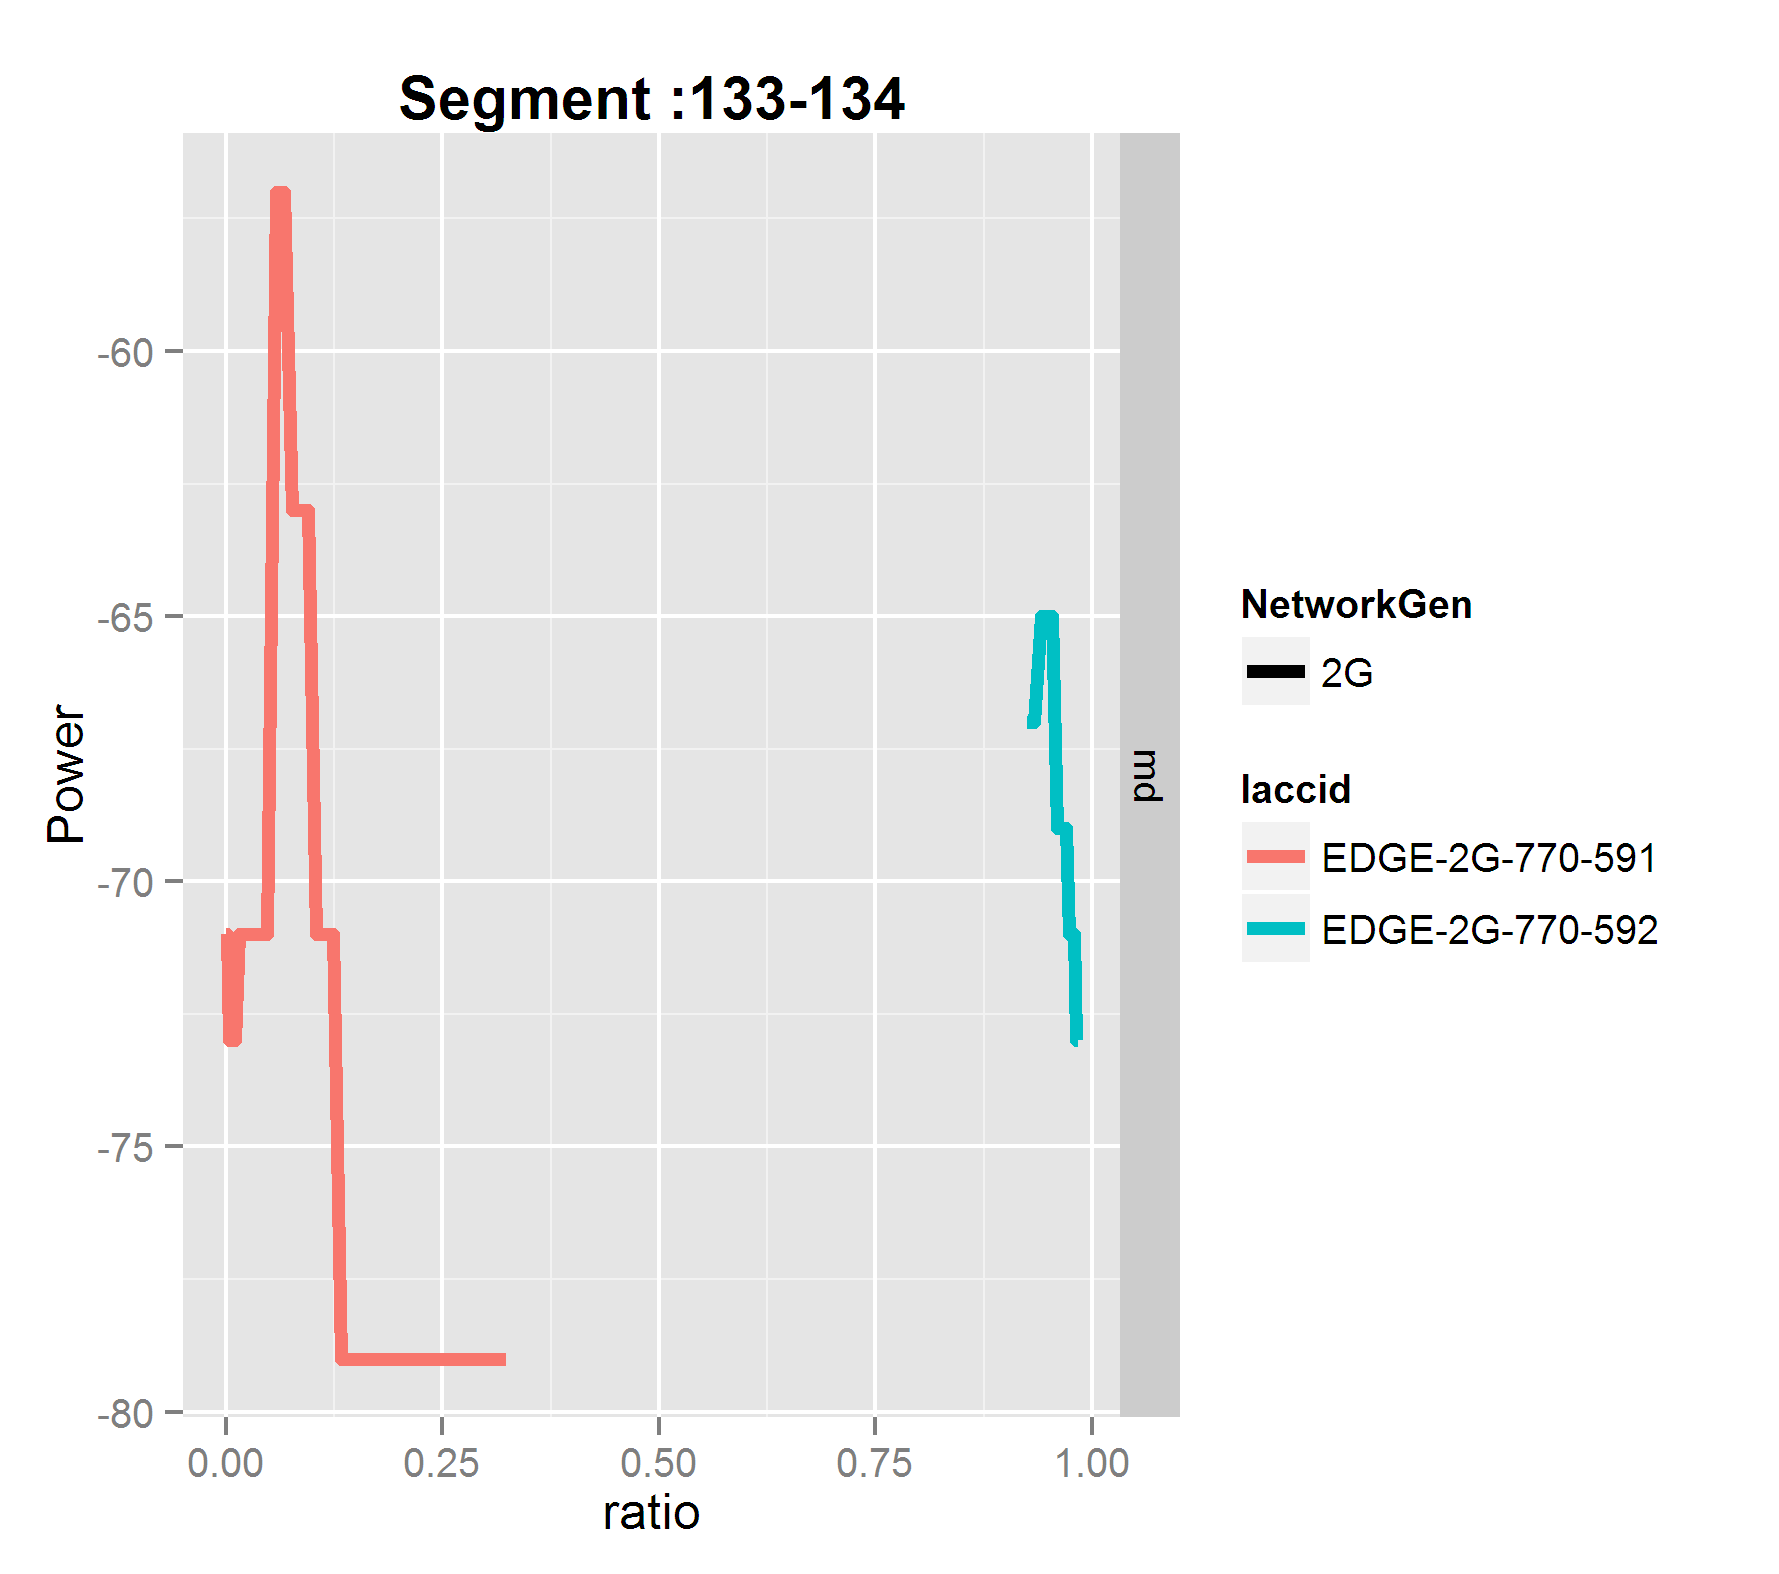 Segment :133-134
-60
-65
-70
-75
-80
Power
0.00 0.25 0.50 0.75 1.00
ratio
md
NetworkGen
2G
laccid
EDGE-2G-770-591
EDGE-2G-770-592